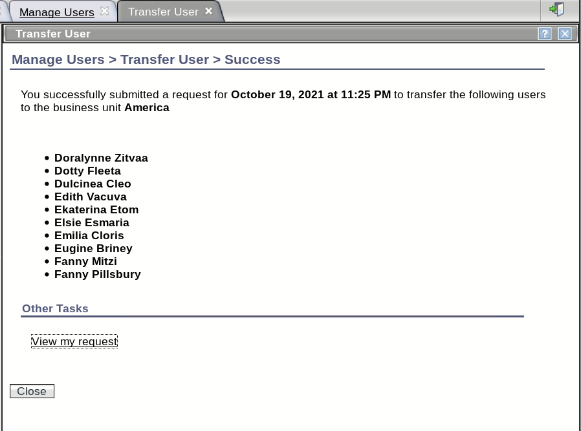 Manage Users
Transfer User
Transfer User
Manage Users > Transfer User > Success
You successfully submitted a request for October 19, 2021 at 11:25 PM to transfer the following users
to the business unit America
Doralynne Zitvaa
Dotty Fleeta
Dulcinea Cleo
Edith Vacuva
Ekaterina Etom
Elsie Esmaria
Emilia Cloris
Eugine Briney
Fanny Mitzi
Fanny Pillsbury
Other Tasks
View my request
Close